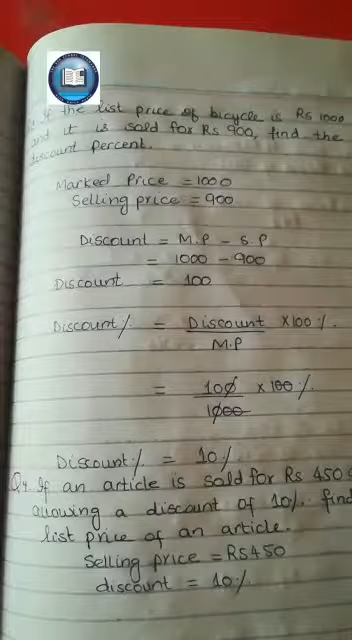 If the list price of bicycle is Rs 1000
and it is sold for Rs 900, find the
discount percent.
Marked Price = 1000
Selling price = 900
Discount = M.P - S.P
= 1000 - 900
Discount = 100
Discount % = Discount × 100 %.
M.P
= 100 × 100 %.
1000
Discount % = 10 %
Q4 If an article is sold for Rs 450
allowing a discount of 10%. find
list price of an article.
Selling price = RS 450
discount = 10 %